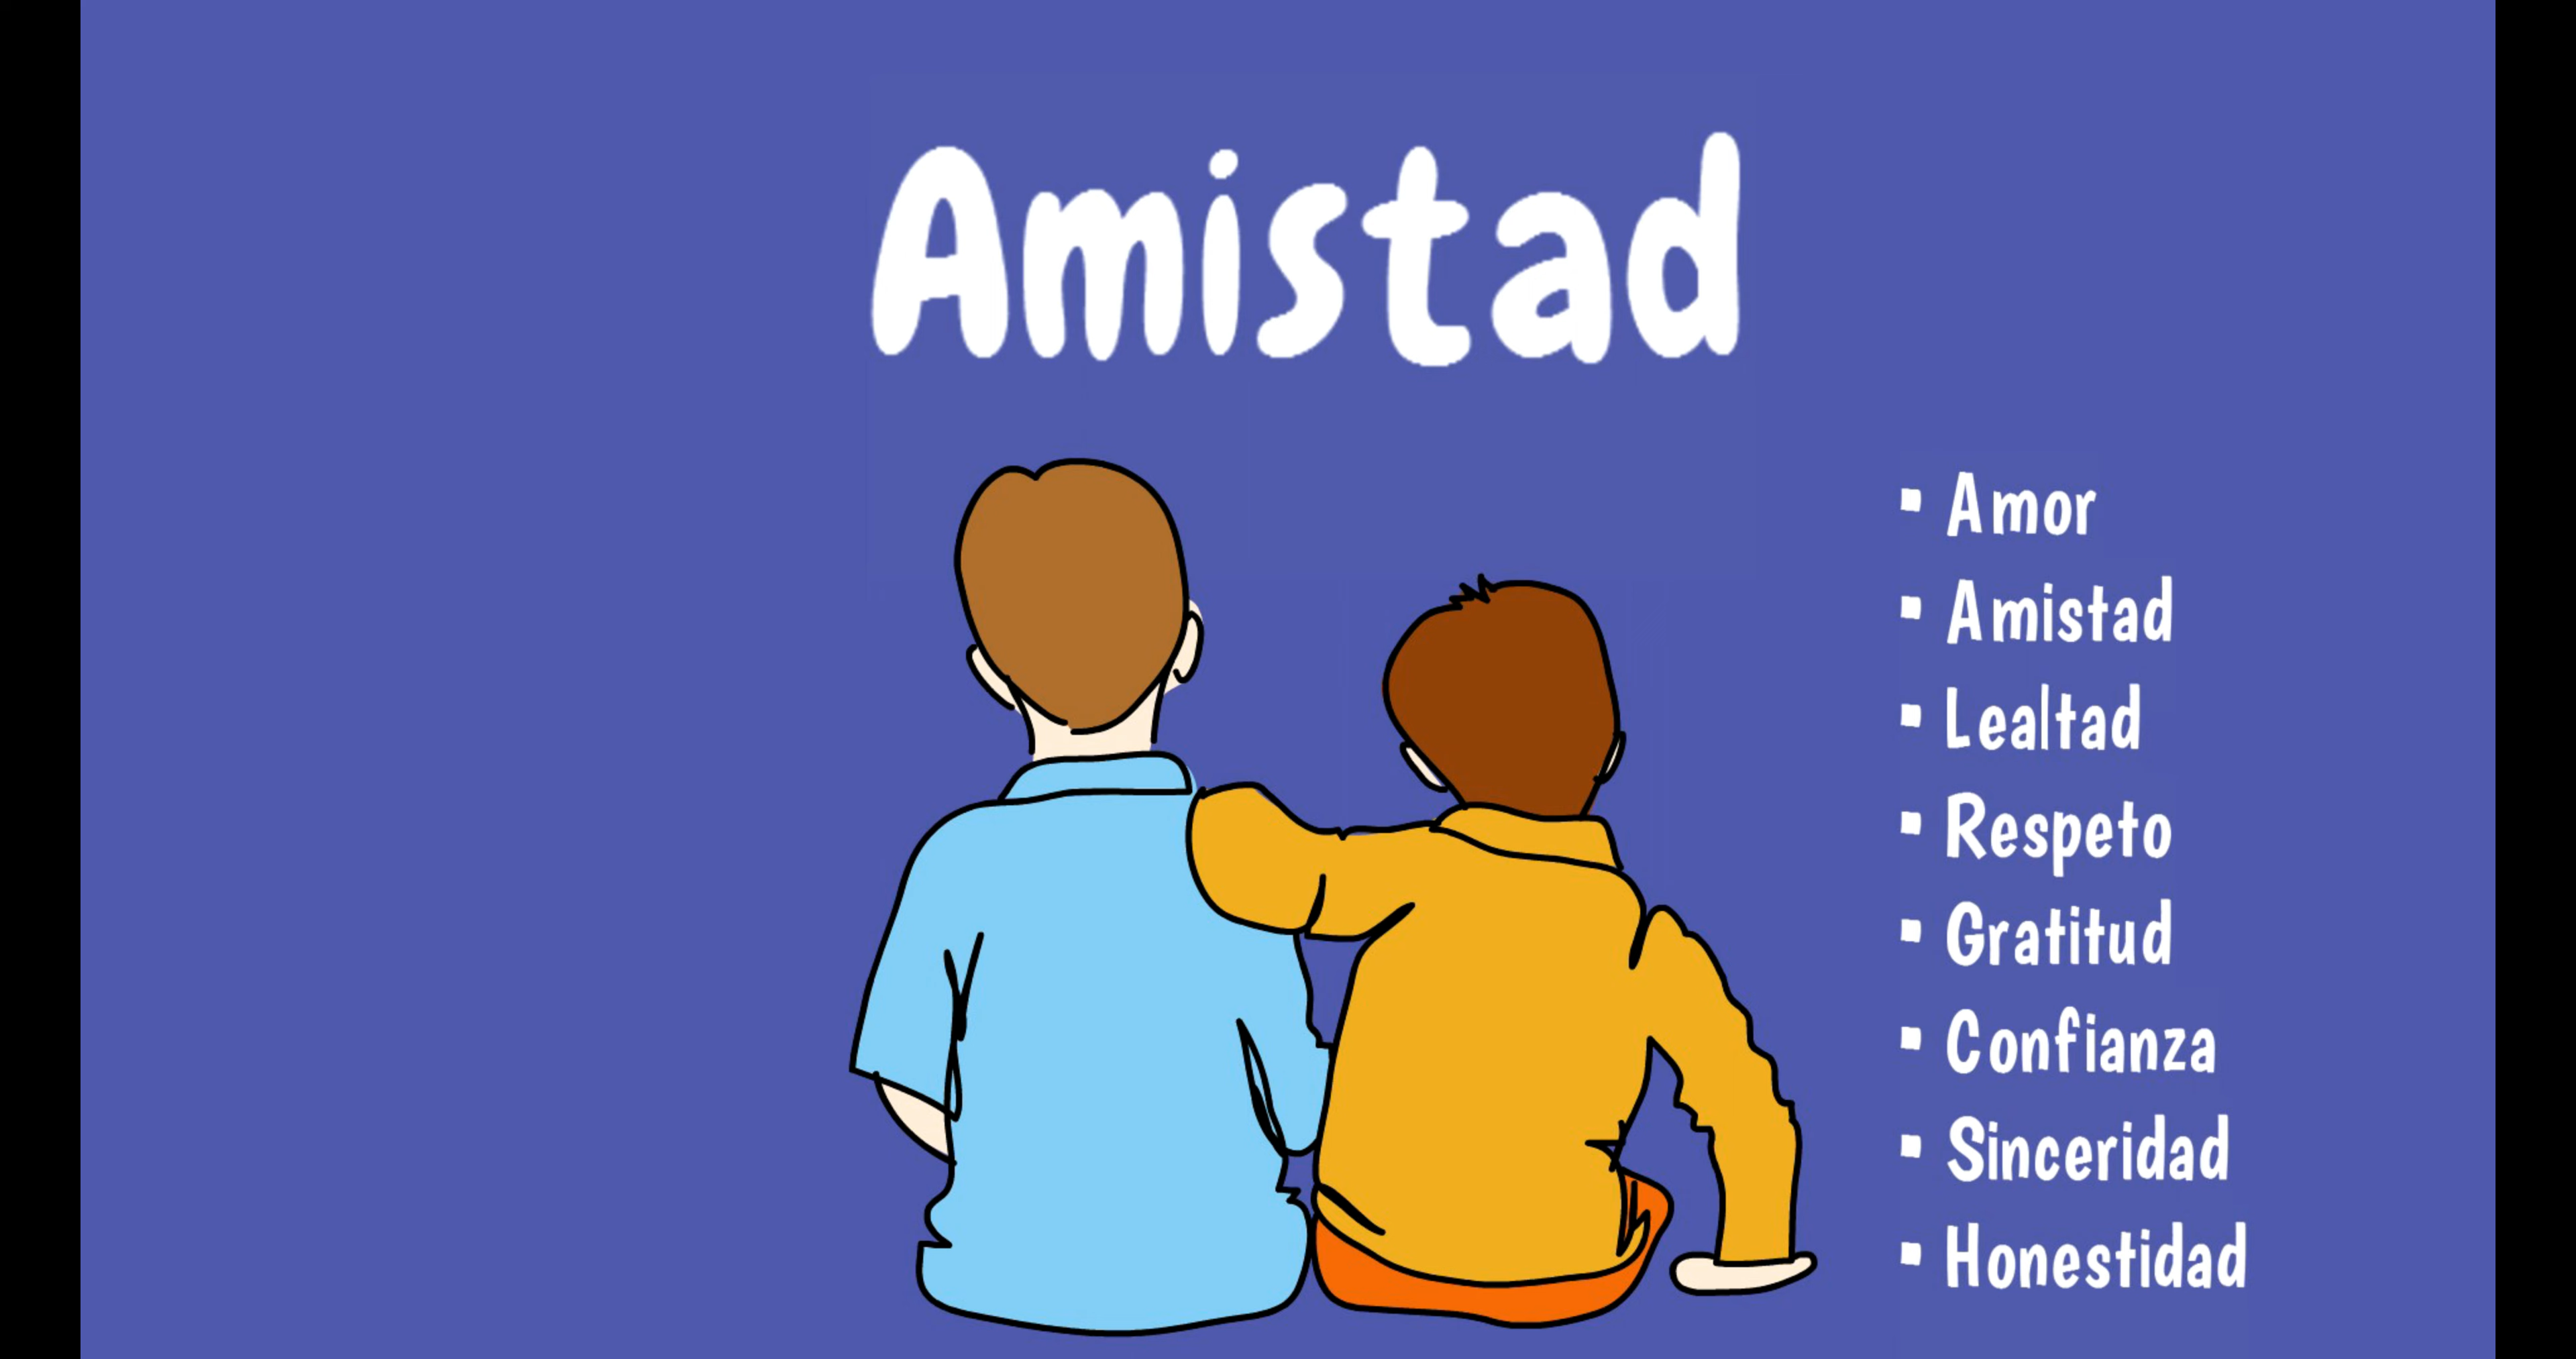 Amistad
▪ Amor
▪ Amistad
▪ Lealtad
▪ Respeto
▪ Gratitud
▪ Confianza
▪ Sinceridad
▪ Honestidad